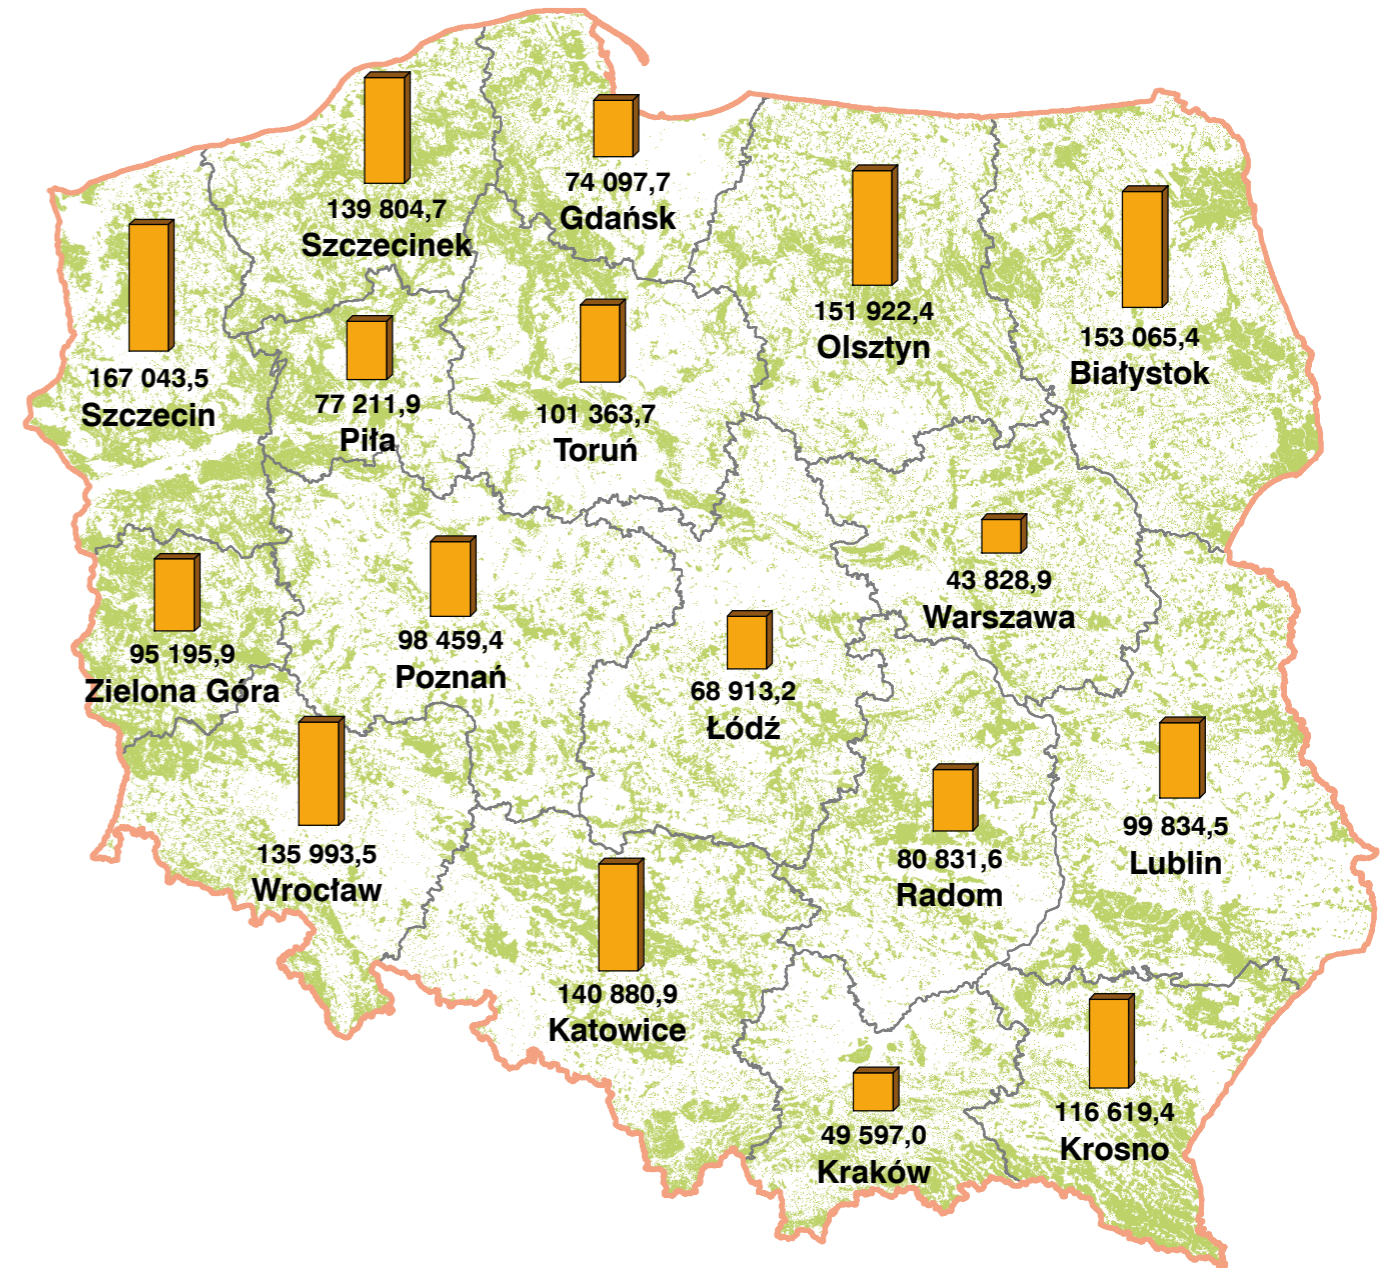 139 804,7
Szczecinek
74 097,7
Gdańsk
167 043,5
Szczecin
77 211,9
Piła
101 363,7
Toruń
151 922,4
Olsztyn
153 065,4
Białystok
95 195,9
Zielona Góra
98 459,4
Poznań
43 828,9
Warszawa
68 913,2
Łódź
135 993,5
Wrocław
80 831,6
Radom
99 834,5
Lublin
140 880,9
Katowice
49 597,0
Kraków
116 619,4
Krosno